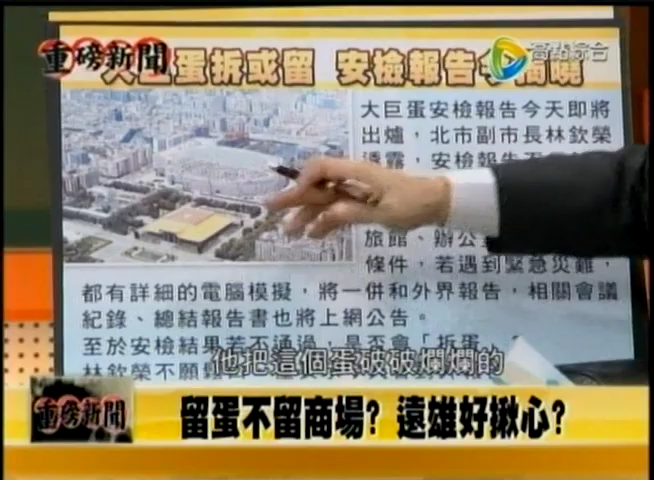 重磅新聞
高點綜合
大巨蛋拆或留 安檢報告今揭曉
大巨蛋安檢報告今天即將
出爐，北市副市長林欽榮
透露，安檢報告
旅館、辦公
條件，若遇到緊急災難，
都有詳細的電腦模擬，將一併和外界報告，相關會議
紀錄、總結報告書也將上網公告。
至於安檢結果若不通過，是否會「拆蛋
林欽榮不願
他把這個蛋破破爛爛的
重磅新聞
留蛋不留商場？遠雄好揪心？